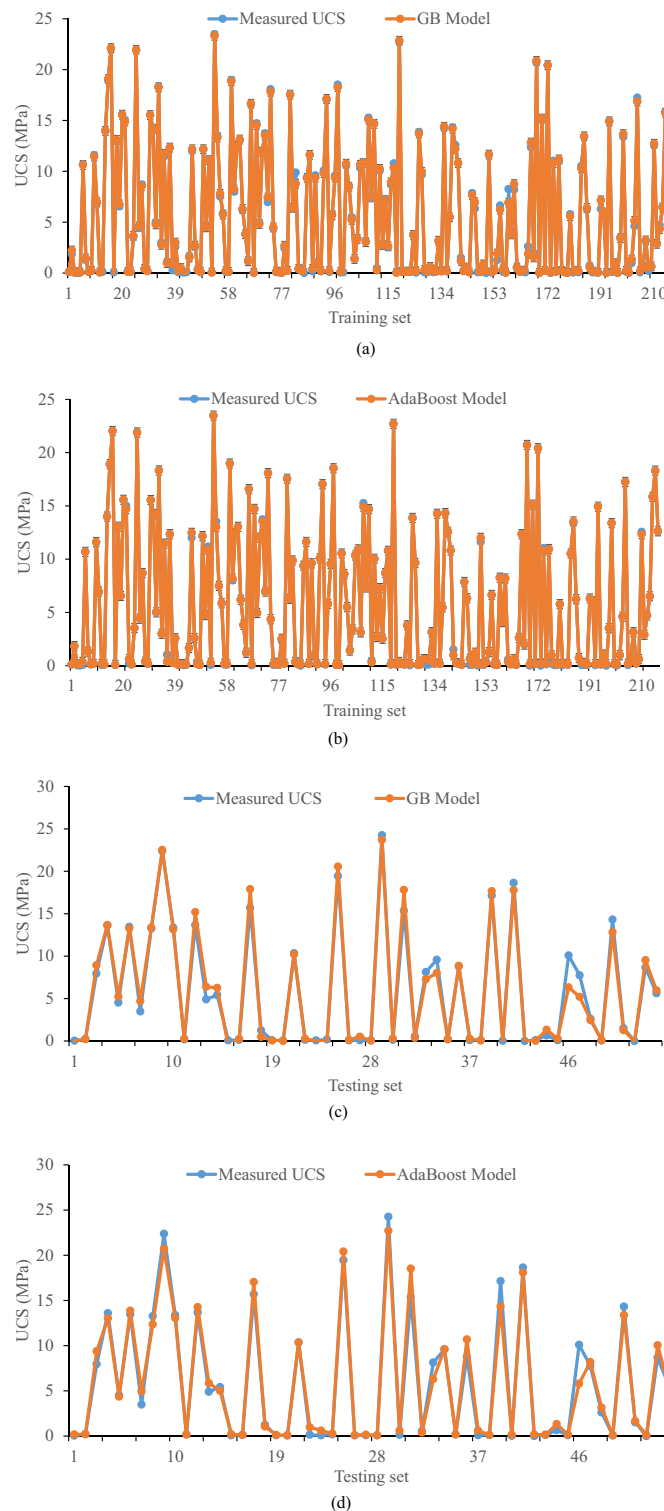 Measured UCS GB Model
25
20
15
10
5
0
UCS (MPa)
1 20 39 58 77 96 115 134 153 172 191 210
Training set
(a)
Measured UCS AdaBoost Model
25
20
15
10
5
0
UCS (MPa)
1 20 39 58 77 96 115 134 153 172 191 210
Training set
(b)
Measured UCS GB Model
30
25
20
15
10
5
0
UCS (MPa)
1 10 19 28 37 46
Testing set
(c)
Measured UCS AdaBoost Model
30
25
20
15
10
5
0
UCS (MPa)
1 10 19 28 37 46
Testing set
(d)